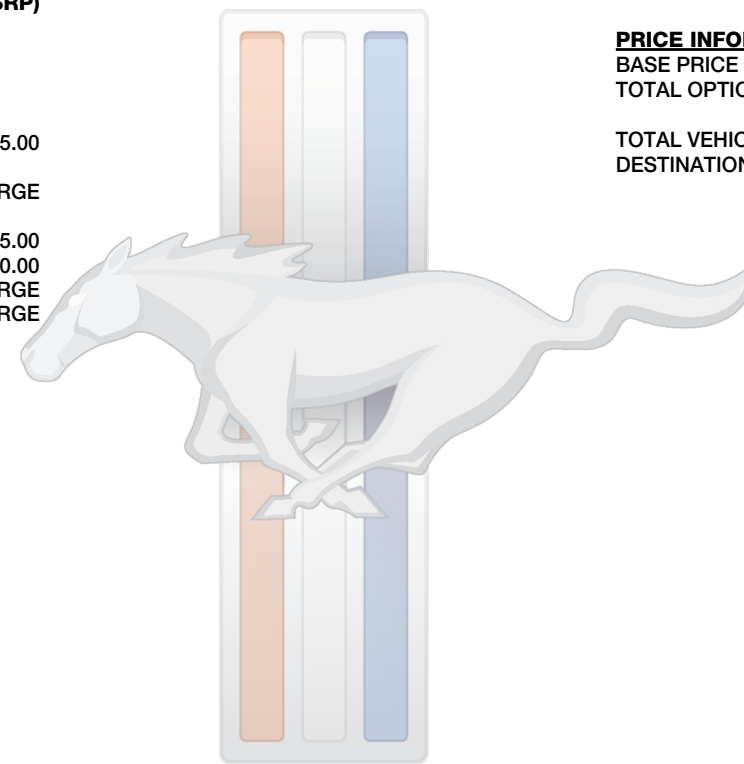 SRP)
5.00
RGE
5.00
0.00
RGE
RGE
PRICE INFO
BASE PRICE
TOTAL OPTIO
TOTAL VEHIC
DESTINATION